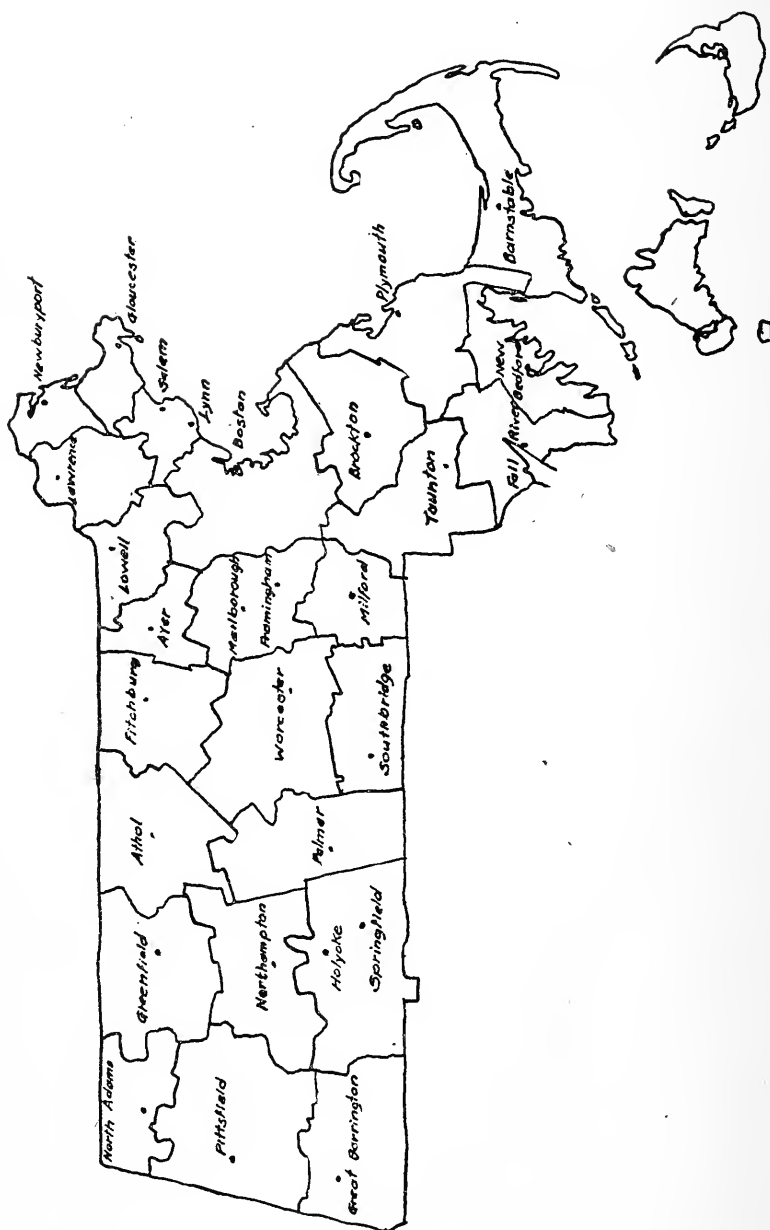 North Adams
Greenfield
Athol
Fitchburg
Ayer
Lowell
Lawrence
Newburyport
Gloucester
Salem
Lynn
Boston
Pittsfield
Northampton
Palmer
Worcester
Marlborough
Framingham
Great Barrington
Holyoke
Springfield
Southbridge
Milford
Brockton
Plymouth
Taunton
Fall
River
New
Bedford
Barnstable